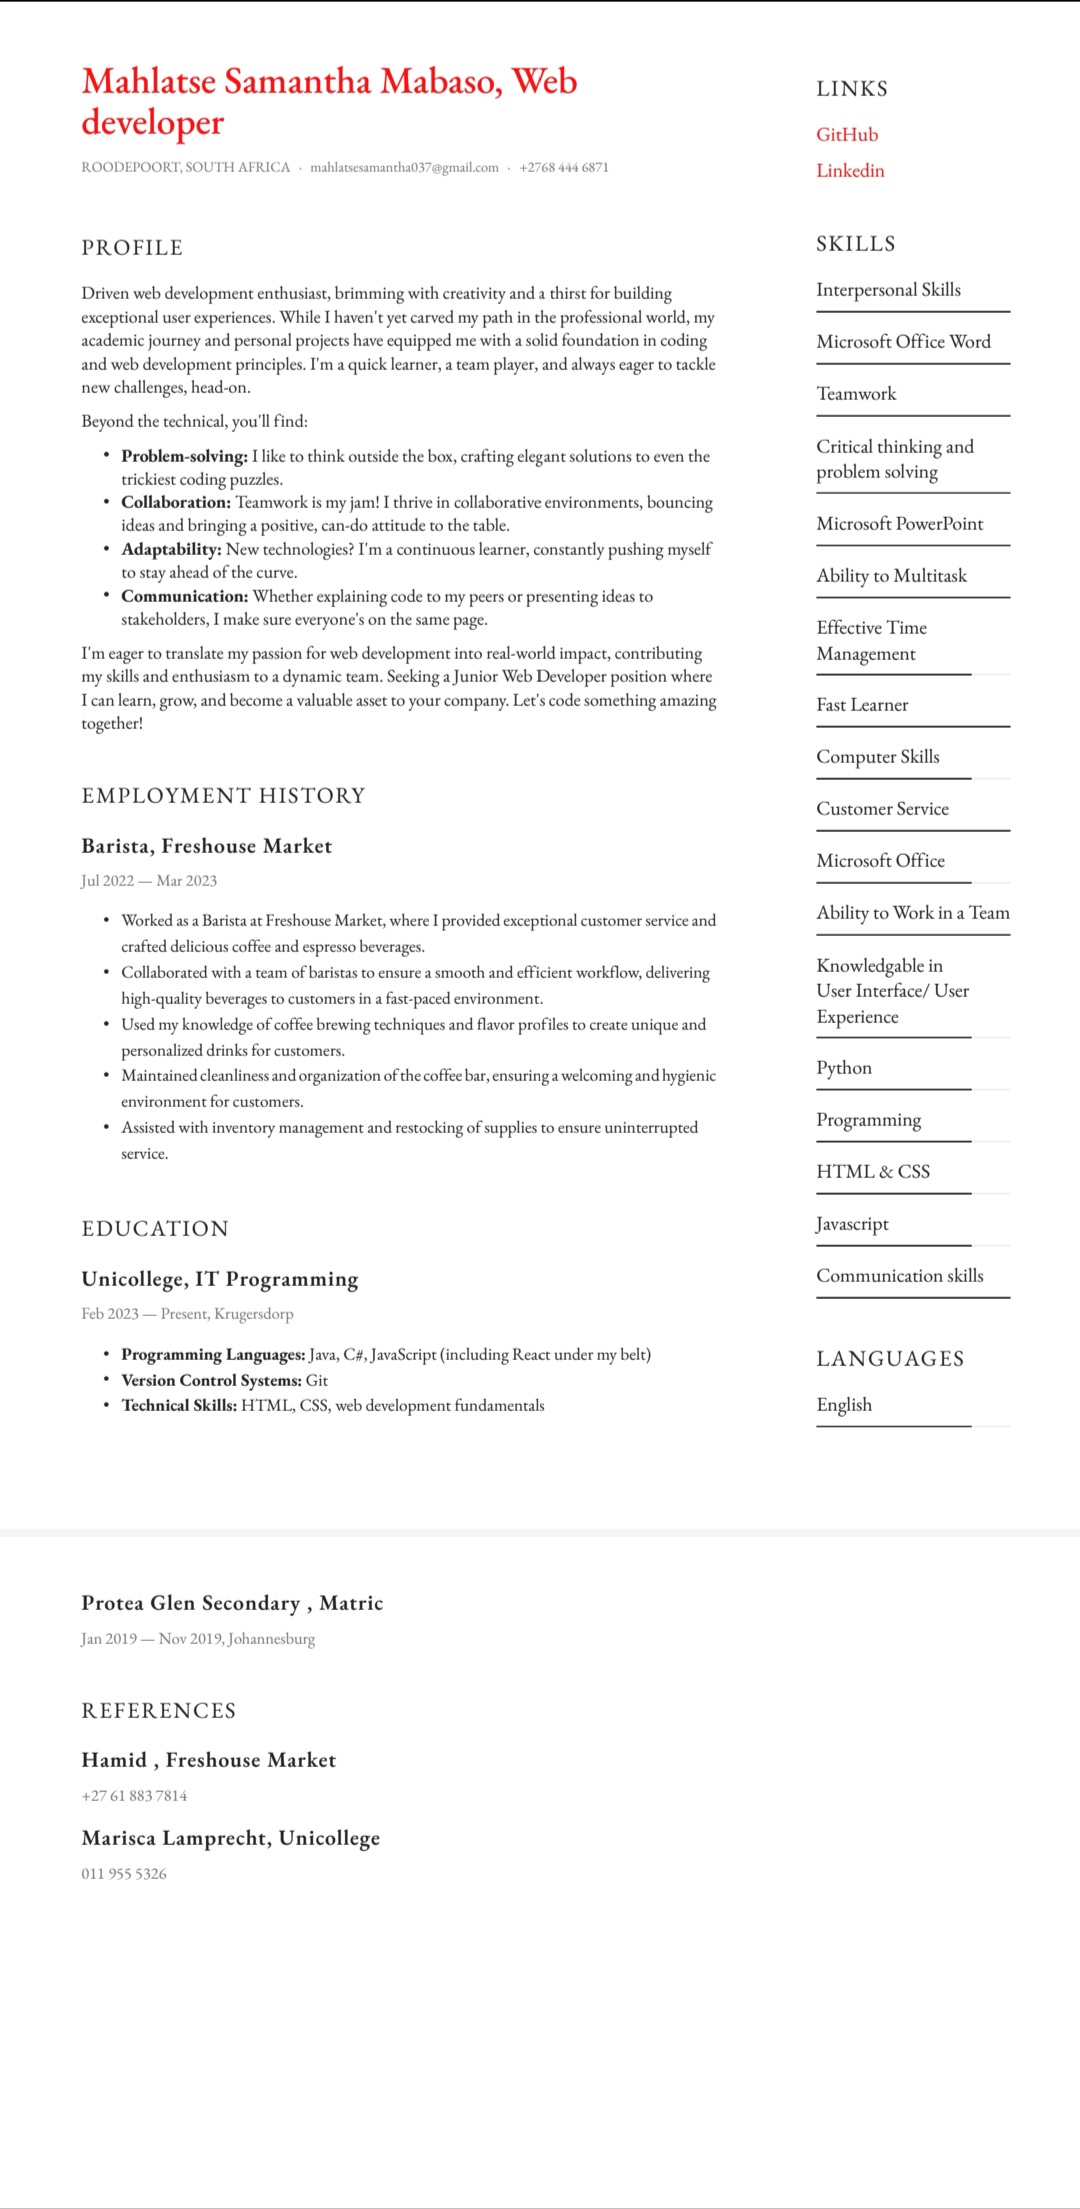 Mahlatse Samantha Mabaso, Web
developer
ROODEPOORT, SOUTH AFRICA · mahlatsesamantha037@gmail.com · +2768 444 6871
PROFILE
Driven web development enthusiast, brimming with creativity and a thirst for building
exceptional user experiences. While I haven't yet carved my path in the professional world, my
academic journey and personal projects have equipped me with a solid foundation in coding
and web development principles. I'm a quick learner, a team player, and always eager to tackle
new challenges, head-on.
Beyond the technical, you'll find:
• Problem-solving: I like to think outside the box, crafting elegant solutions to even the
trickiest coding puzzles.
• Collaboration: Teamwork is my jam! I thrive in collaborative environments, bouncing
ideas and bringing a positive, can-do attitude to the table.
• Adaptability: New technologies? I'm a continuous learner, constantly pushing myself
to stay ahead of the curve.
• Communication: Whether explaining code to my peers or presenting ideas to
stakeholders, I make sure everyone's on the same page.
I'm eager to translate my passion for web development into real-world impact, contributing
my skills and enthusiasm to a dynamic team. Seeking a Junior Web Developer position where
I can learn, grow, and become a valuable asset to your company. Let's code something amazing
together!
EMPLOYMENT HISTORY
Barista, Freshouse Market
Jul 2022 — Mar 2023
• Worked as a Barista at Freshouse Market, where I provided exceptional customer service and
crafted delicious coffee and espresso beverages.
• Collaborated with a team of baristas to ensure a smooth and efficient workflow, delivering
high-quality beverages to customers in a fast-paced environment.
• Used my knowledge of coffee brewing techniques and flavor profiles to create unique and
personalized drinks for customers.
• Maintained cleanliness and organization of the coffee bar, ensuring a welcoming and hygienic
environment for customers.
• Assisted with inventory management and restocking of supplies to ensure uninterrupted
service.
EDUCATION
Unicollege, IT Programming
Feb 2023 — Present, Krugersdorp
• Programming Languages: Java, C#, JavaScript (including React under my belt)
• Version Control Systems: Git
• Technical Skills: HTML, CSS, web development fundamentals
LINKS
GitHub
Linkedin
SKILLS
Interpersonal Skills
Microsoft Office Word
Teamwork
Critical thinking and
problem solving
Microsoft PowerPoint
Ability to Multitask
Effective Time
Management
Fast Learner
Computer Skills
Customer Service
Microsoft Office
Ability to Work in a Team
Knowledgable in
User Interface/ User
Experience
Python
Programming
HTML & CSS
Javascript
Communication skills
LANGUAGES
English
Protea Glen Secondary , Matric
Jan 2019 — Nov 2019, Johannesburg
REFERENCES
Hamid , Freshouse Market
+27 61 883 7814
Marisca Lamprecht, Unicollege
011 955 5326